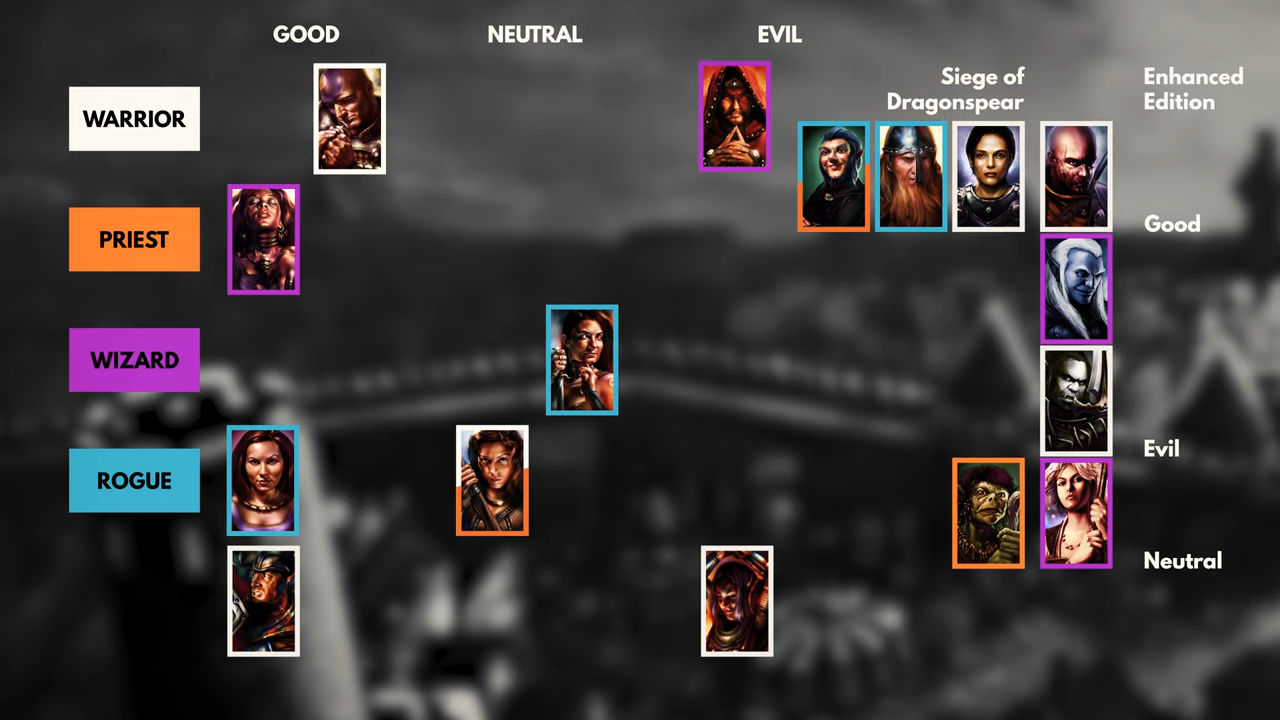 GOOD
NEUTRAL
EVIL
WARRIOR
Siege of
Dragonspear
Enhanced
Edition
PRIEST
Good
WIZARD
ROGUE
Evil
Neutral